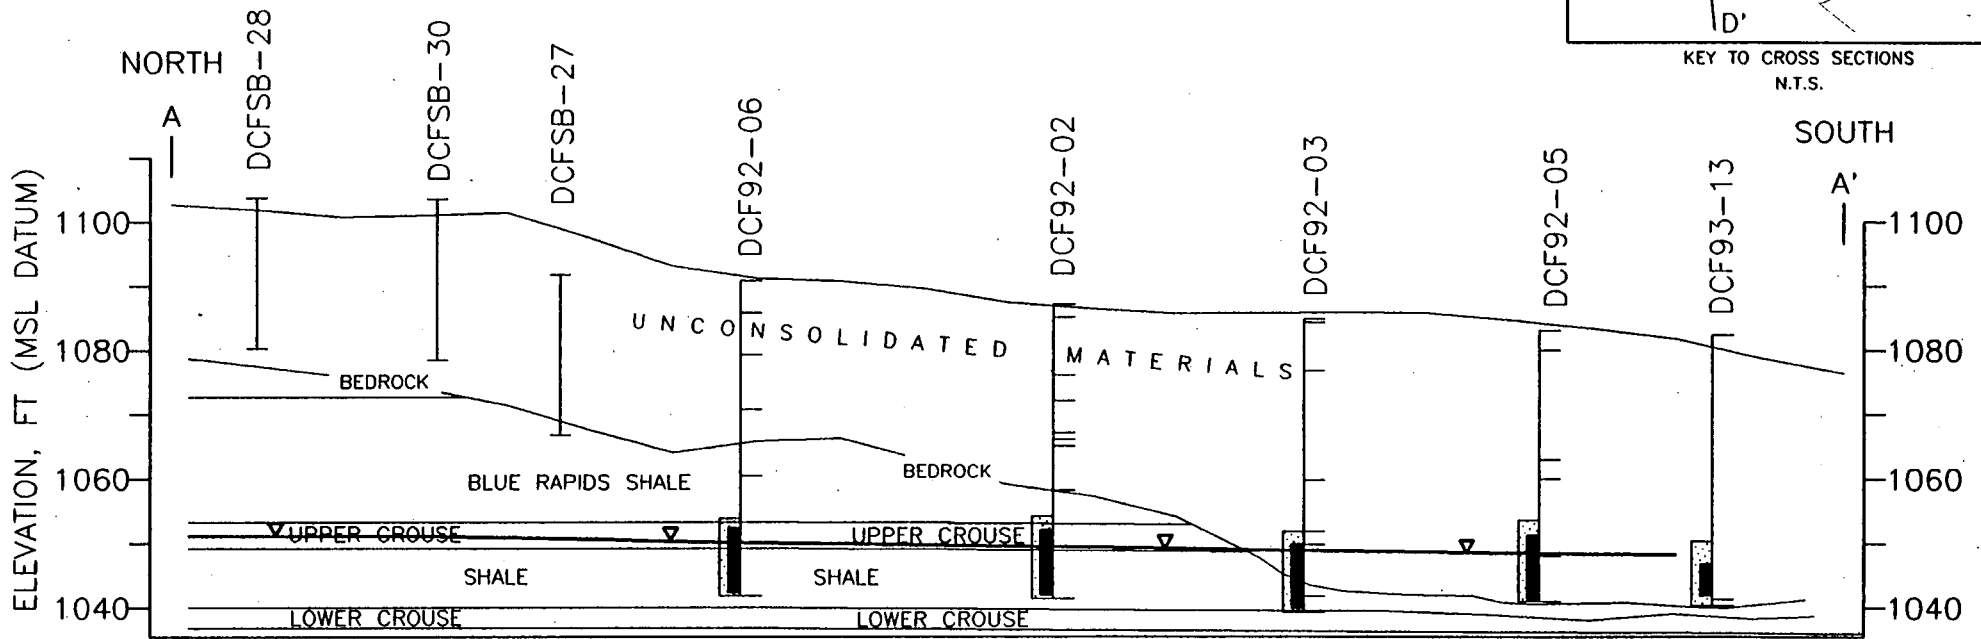 D'
KEY TO CROSS SECTIONS
N.T.S.
NORTH
SOUTH
A
A'
DCFSB-28
DCFSB-30
DCFSB-27
DCF92-06
DCF92-02
DCF92-03
DCF92-05
DCF93-13
ELEVATION, FT (MSL DATUM)
1100
1080
1060
1040
1100
1080
1060
1040
UNCONSOLIDATED MATERIALS
BEDROCK
BEDROCK
BLUE RAPIDS SHALE
UPPER CROUSE
UPPER CROUSE
SHALE
SHALE
LOWER CROUSE
LOWER CROUSE